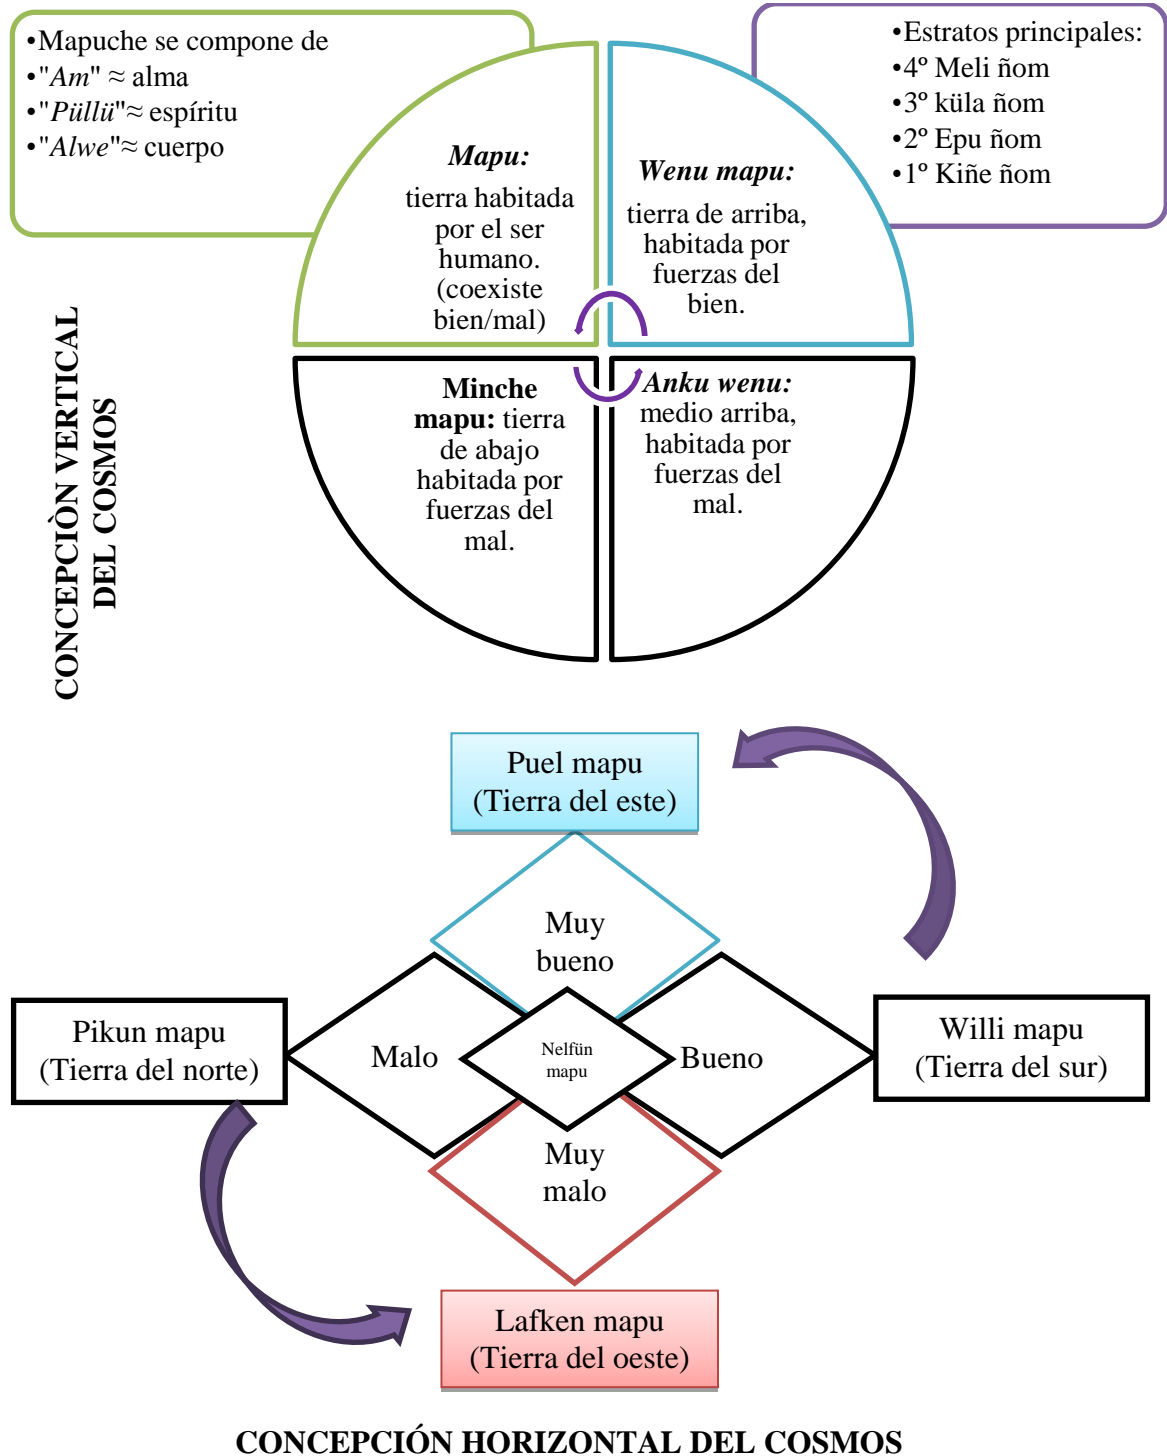 •Mapuche se compone de
•"Am" ≈ alma
•"Püllü"≈ espíritu
•"Alwe"≈ cuerpo
•Estratos principales:
•4º Meli ñom
•3º küla ñom
•2º Epu ñom
•1º Kiñe ñom
Mapu:
tierra habitada
por el ser
humano.
(coexiste
bien/mal)
Wenu mapu:
tierra de arriba,
habitada por
fuerzas del
bien.
Minche
mapu: tierra
de abajo
habitada por
fuerzas del
mal.
Anku wenu:
medio arriba,
habitada por
fuerzas del
mal.
CONCEPCIÒN VERTICAL
DEL COSMOS
Puel mapu
(Tierra del este)
Muy
bueno
Pikun mapu
(Tierra del norte)
Malo
Nelfün
mapu
Bueno
Willi mapu
(Tierra del sur)
Muy
malo
Lafken mapu
(Tierra del oeste)
CONCEPCIÓN HORIZONTAL DEL COSMOS